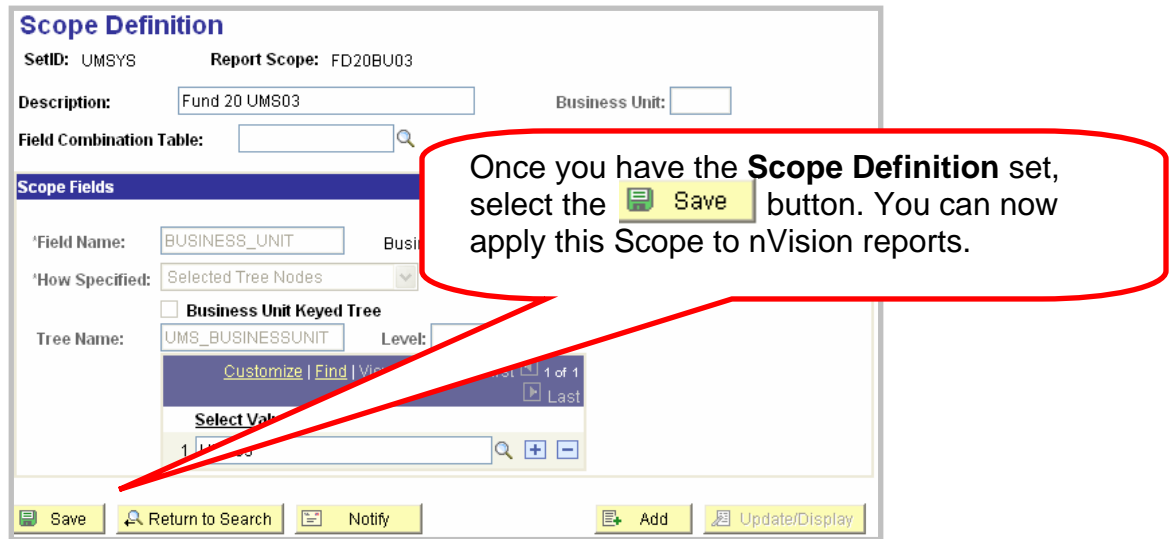 Scope Definition
SetID: UMSYS Report Scope: FD20BU03
Description: Fund 20 UMS03 Business Unit:
Field Combination Table:
Once you have the Scope Definition set,
select the Save button. You can now
apply this Scope to nVision reports.
Scope Fields
*Field Name: BUSINESS_UNIT
*How Specified: Selected Tree Nodes
Business Unit Keyed Tree
Tree Name: UMS_BUSINESSUNIT Level:
Customize | Find | 1 of 1
Last
Select
1
Save Return to Search Notify Add Update/Display